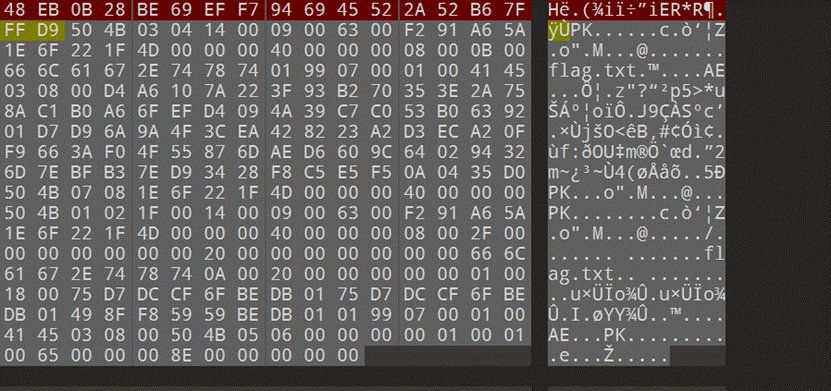 48 EB 0B 28 BE 69 EF F7 94 69 45 52 2A 52 B6 7F Hë.(¾iï÷”iER*R¶.
FF D9 50 4B 03 04 14 00 09 00 63 00 F2 91 A6 5A ÿÙPK......c.ò‘¦Z
1E 6F 22 1F 4D 00 00 00 40 00 00 00 08 00 0B 00 .o".M...@.......
66 6C 61 67 2E 74 78 74 01 99 07 00 01 00 41 45 flag.txt.™....AE
03 08 00 D4 A6 10 7A 22 3F 93 B2 70 35 3E 2A 75 ...Ô¦.z"?“²p5>*u
8A C1 B0 A6 6F EF D4 09 4A 39 C7 C0 53 B0 63 92 ŠÁ°¦oïÔ.J9ÇÀS°c’
01 D7 D9 6A 9A 4F 3C EA 42 82 23 A2 D3 EC A2 0F .×ÙjšO<êB‚#¢Óì¢.
F9 66 3A F0 4F 55 87 6D AE D6 60 9C 64 02 94 32 ùf:ðOU‡m®Ö`œd.”2
6D 7E BF B3 7E D9 34 28 F8 C5 E5 F5 0A 04 35 D0 m~¿³~Ù4(øÅåõ..5Ð
50 4B 07 08 1E 6F 22 1F 4D 00 00 00 40 00 00 00 PK...o".M...@...
50 4B 01 02 1F 00 14 00 09 00 63 00 F2 91 A6 5A PK........c.ò‘¦Z
1E 6F 22 1F 4D 00 00 00 40 00 00 00 08 00 2F 00 .o".M...@...../.
00 00 00 00 00 00 20 00 00 00 00 00 00 00 66 6C ...... .......fl
61 67 2E 74 78 74 0A 00 20 00 00 00 00 00 01 00 ag.txt.. .......
18 00 75 D7 DC CF 6F BE DB 01 75 D7 DC CF 6F BE ..u×ÜÏo¾Û.u×ÜÏo¾
DB 01 49 8F F8 59 59 BE DB 01 01 99 07 00 01 00 Û.I.øYY¾Û..™....
41 45 03 08 00 50 4B 05 06 00 00 00 00 01 00 01 AE...PK.........
00 65 00 00 00 8E 00 00 00 00 00 .e...Ž.....